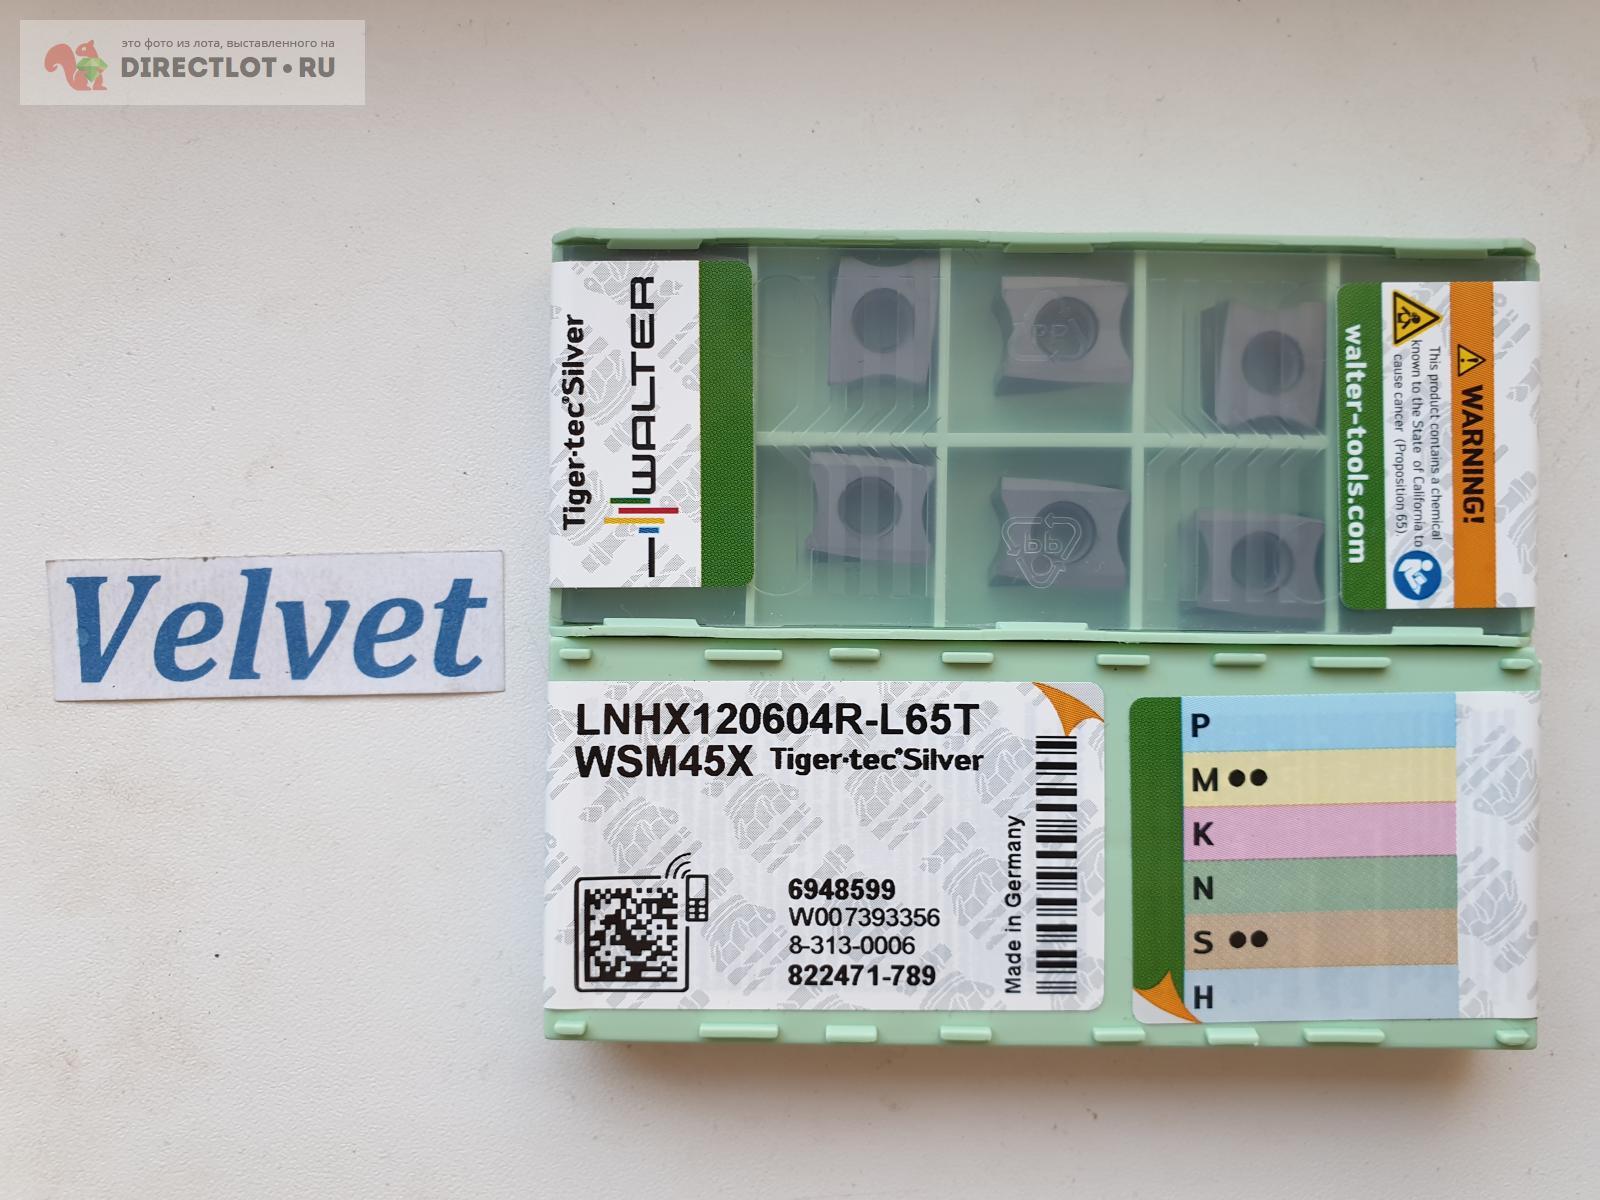 это фото из лота, выставленного на
DIRECTLOT.RU
Velvet
Tiger·tec®Silver
WALTER
walter-tools.com
WARNING!
This product contains a chemical
known to the State of California to
cause cancer (Proposition 65).
LNHX120604R-L65T
WSM45X Tiger·tec®Silver
6948599
W007393356
8-313-0006
822471-789
Made in Germany
P
M ●●
K
N
S ●●
H